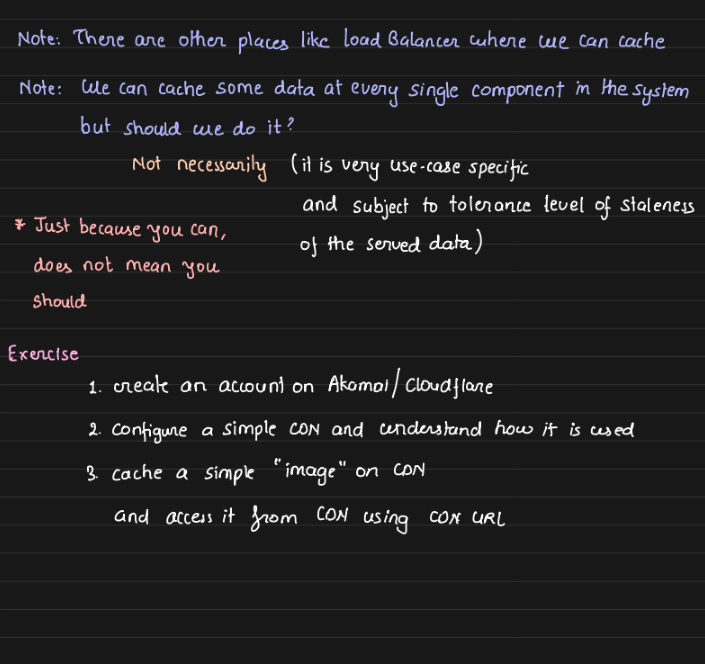 Note: There are other places like Load Balancer where we can cache
Note: We can cache some data at every single component in the system
but should we do it?
Not necessarily (it is very use-case specific
and subject to tolerance level of staleness
of the served data)
* Just because you can,
does not mean you
should
Exercise
1. create an account on Akamai/Cloudflare
2. Configure a simple CDN and understand how it is used
3. cache a simple "image" on CDN
and access it from CDN using CDN URL